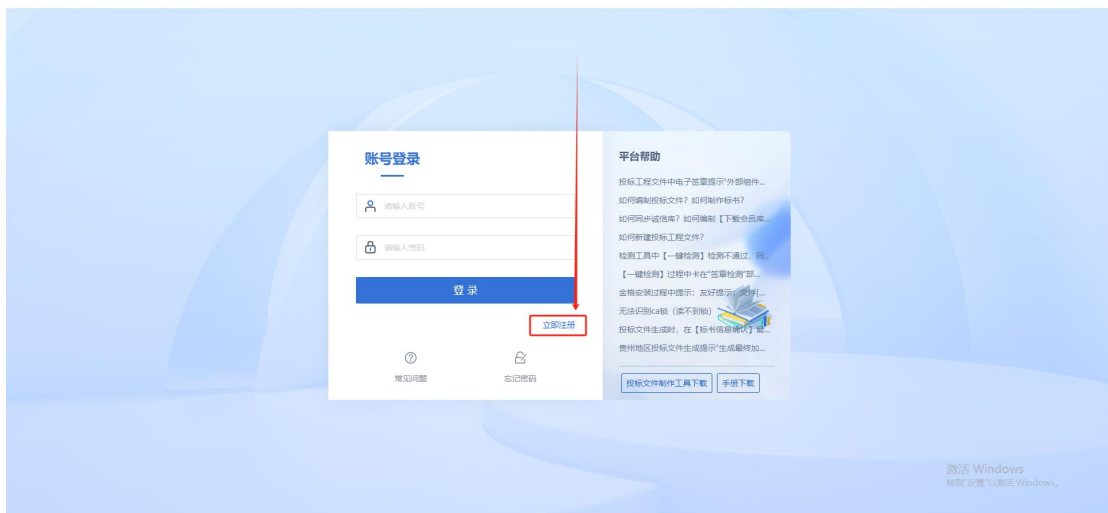 账号登录
请输入账号
请输入密码
登 录
立即注册
常见问题
忘记密码
平台帮助
投标工程文件中电子签章提示"外部组件...
如何编制投标文件？如何制作标书？
如何同步诚信库？如何编制【下载会员库...
如何新建投标工程文件？
检测工具中【一键检测】检测不通过，
【一键检测】过程中卡在"签章检测"部...
金格安装过程中提示：友好提示：文件[...
无法识别ca锁（读不到锁）
投标文件生成时，在【标书信息确认】
贵州地区投标文件生成提示"生成最终加...
投标文件制作工具下载
手册下载
激活 Windows
转到"设置"以激活 Windows。